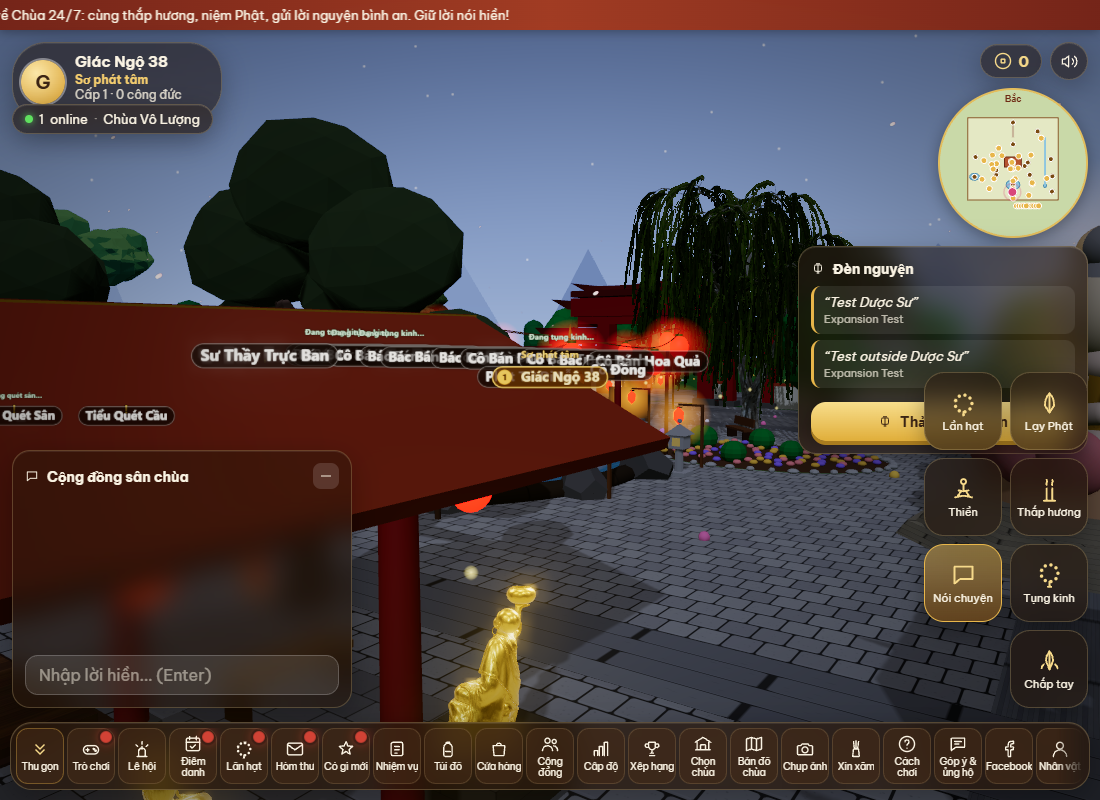 ề Chùa 24/7: cùng thắp hương, niệm Phật, gửi lời nguyện bình an. Giữ lời nói hiền!
G
Giác Ngộ 38
Sơ phát tâm
Cấp 1 · 0 công đức
1 online · Chùa Vô Lượng
0
Bắc
Đèn nguyện
“Test Dược Sư”
Expansion Test
“Test outside Dược Sư”
Expansion Test
Lần hạt
Lạy Phật
Thiền
Thắp hương
Nói chuyện
Tụng kinh
Chắp tay
Đang tụng kinh...
Sư Thầy Trực Ban
Hoa Quả
1 Giác Ngộ 38
Quét Sân
Tiểu Quét Cầu
Cộng đồng sân chùa
Nhập lời hiền... (Enter)
Thu gọn
Trò chơi
Lễ hội
Điểm danh
Lần hạt
Hòm thư
Có gì mới
Nhiệm vụ
Túi đồ
Cửa hàng
Cộng đồng
Cấp độ
Xếp hạng
Chọn chùa
Bản đồ chùa
Chụp ảnh
Xin xăm
Cách chơi
Góp ý & ủng hộ
Facebook
Nhân vật